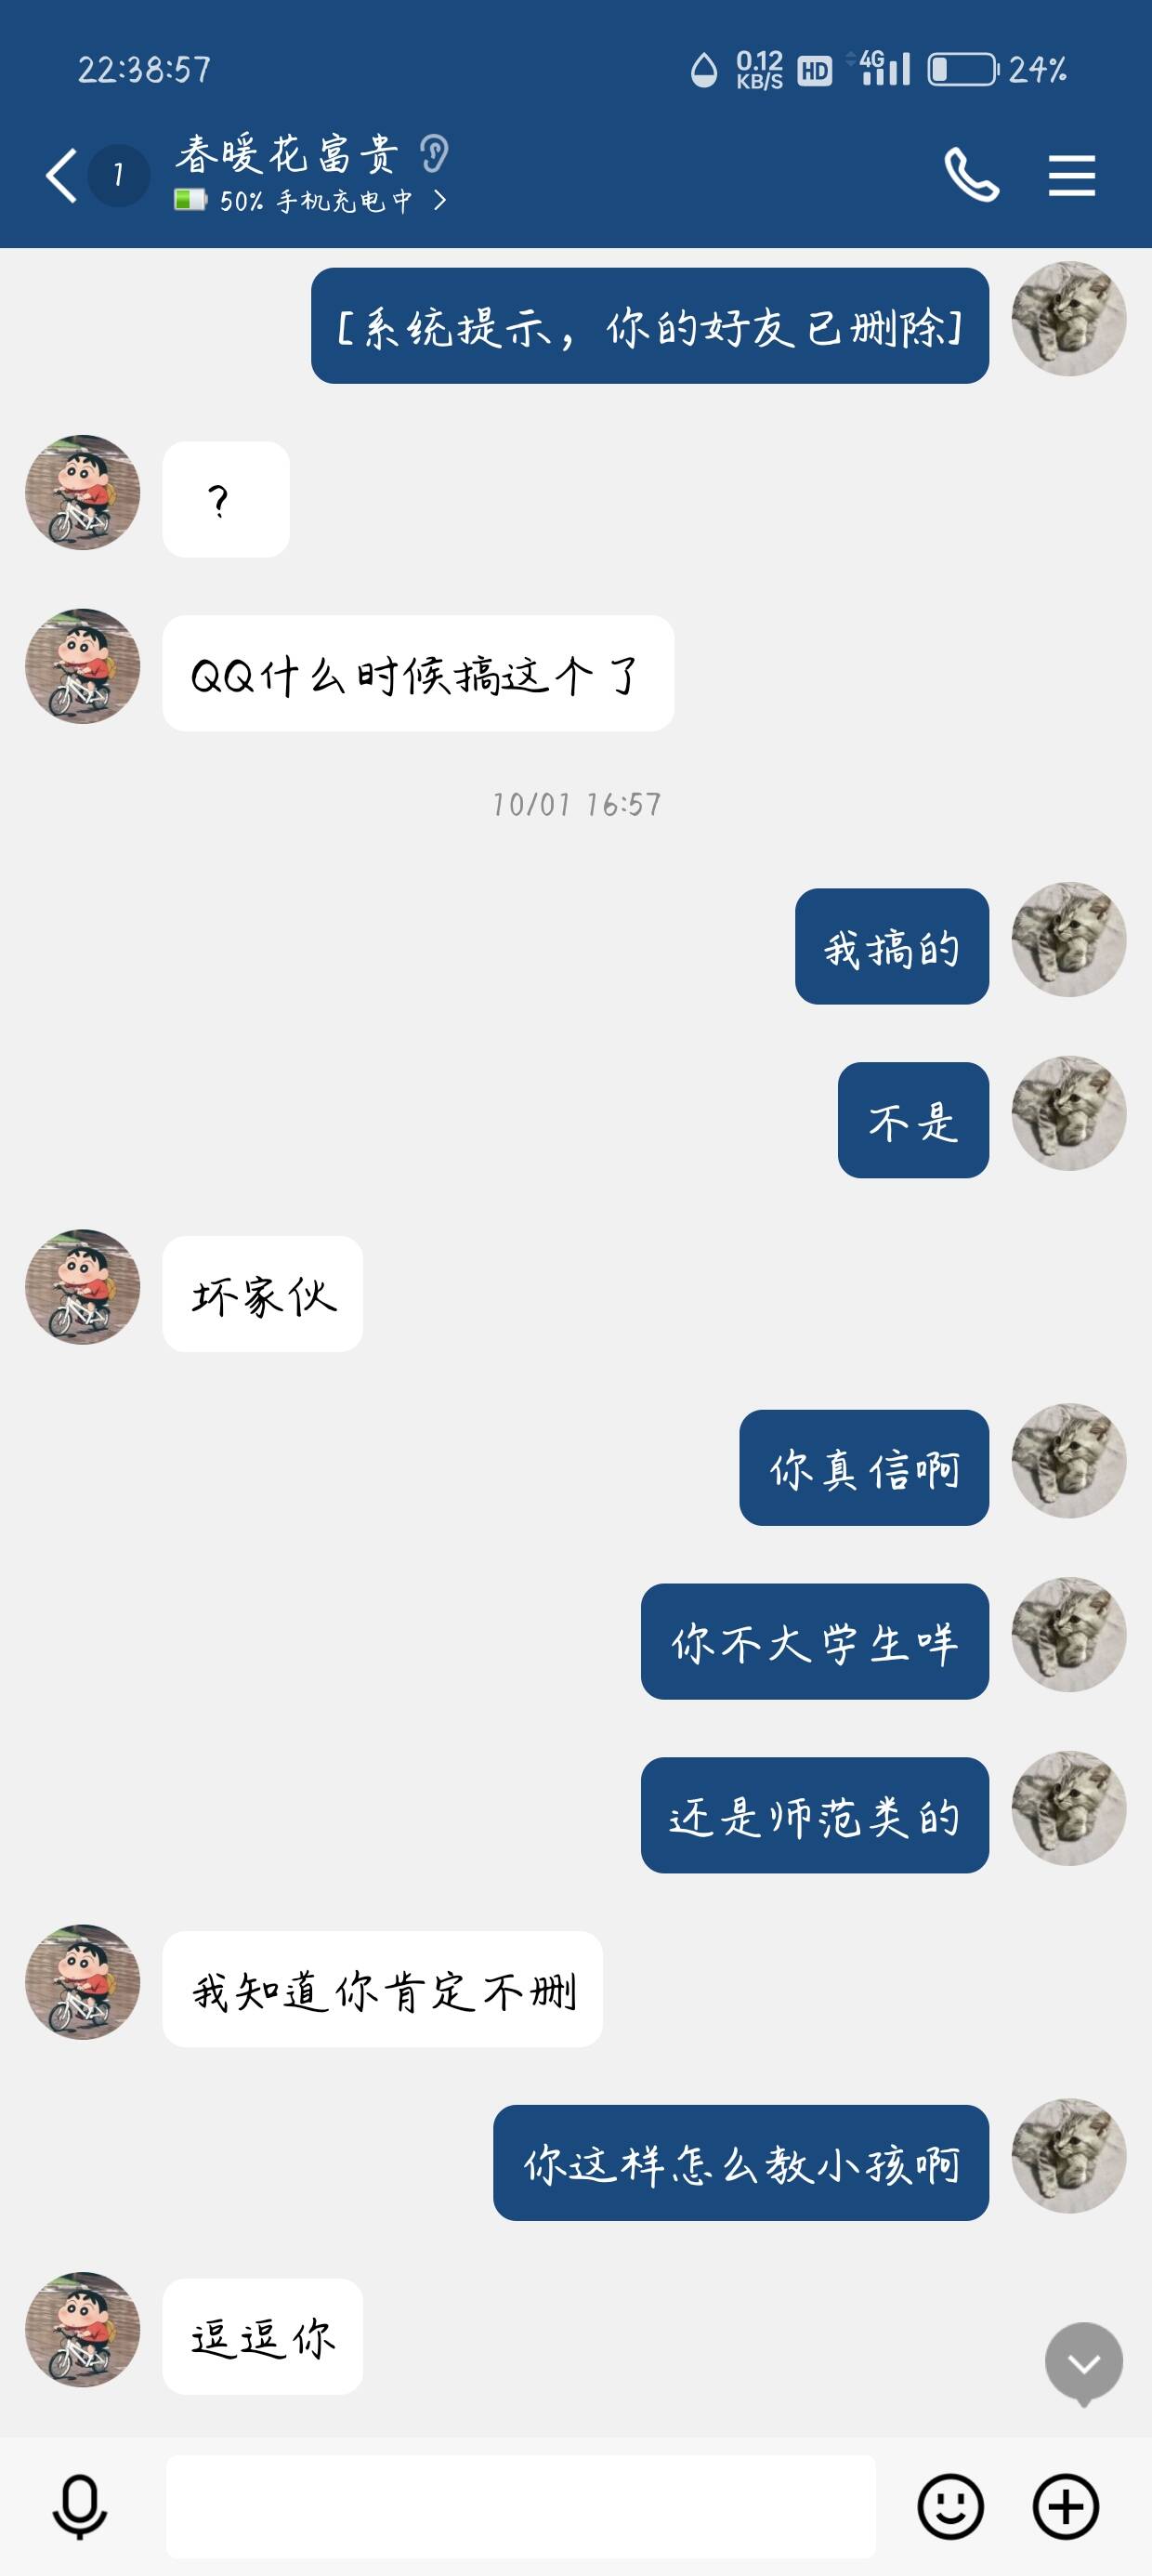 22:38:57
0.12
KB/S
HD
4G
24%
1
春暖花富贵
50% 手机充电中
[系统提示，你的好友已删除]
?
QQ什么时候搞这个了
10/01 16:57
我搞的
不是
坏家伙
你真信啊
你不大学生咩
还是师范类的
我知道你肯定不删
你这样怎么教小孩啊
逗逗你